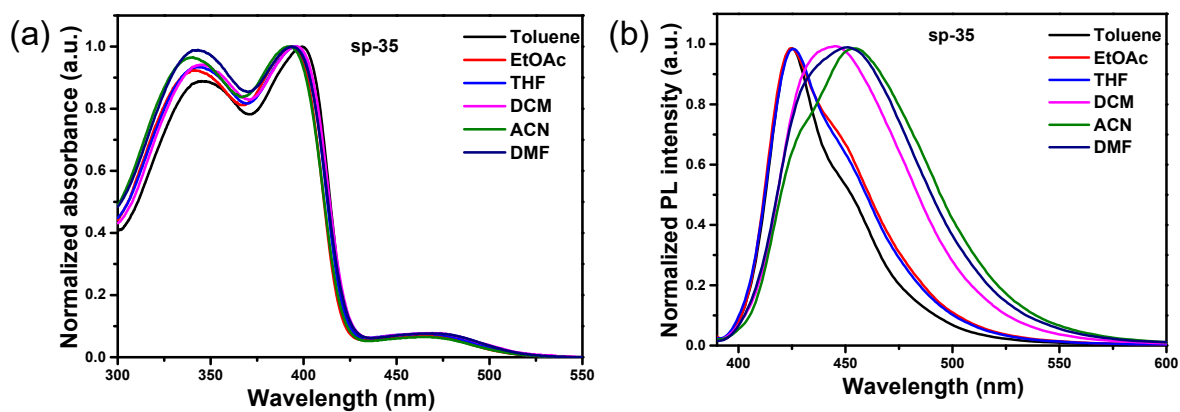 (a)
sp-35
Toluene
EtOAc
THF
DCM
ACN
DMF
Normalized absorbance (a.u.)
1.0
0.8
0.6
0.4
0.2
0.0
300
350
400
450
500
550
Wavelength (nm)
(b)
sp-35
Toluene
EtOAc
THF
DCM
ACN
DMF
Normalized PL intensity (a.u.)
1.0
0.8
0.6
0.4
0.2
0.0
400
450
500
550
600
Wavelength (nm)